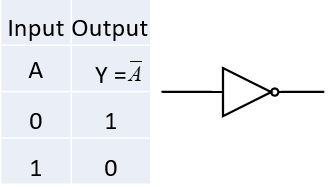 Input Output
A Y = A̅
0 1
1 0